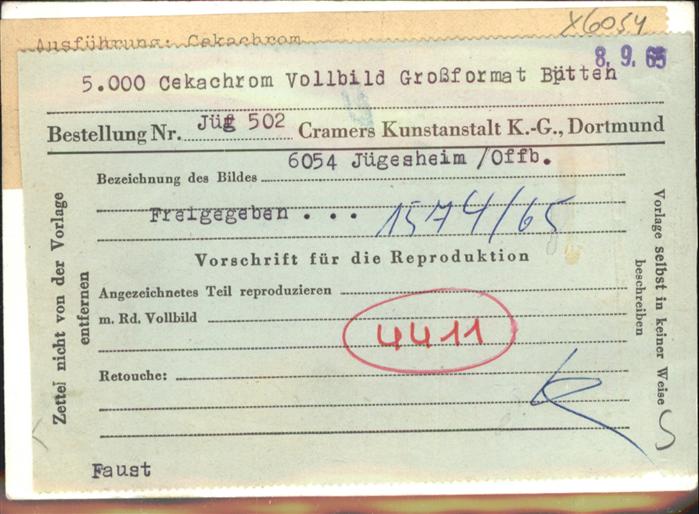 X6054
Ausführung: Cekachrom
8. 9. 65
5.000 Cekachrom Vollbild Großformat Bütten
Bestellung Nr. Jüg 502 Cramers Kunstanstalt K.-G., Dortmund
Bezeichnung des Bildes 6054 Jügesheim /Offb.
Freigegeben . . . 1574/65
Vorschrift für die Reproduktion
Angezeichnetes Teil reproduzieren
m. Rd. Vollbild
4411
Retouche:
Faust
Zettel nicht von der Vorlage
entfernen
Vorlage selbst in keiner Weise
beschreiben